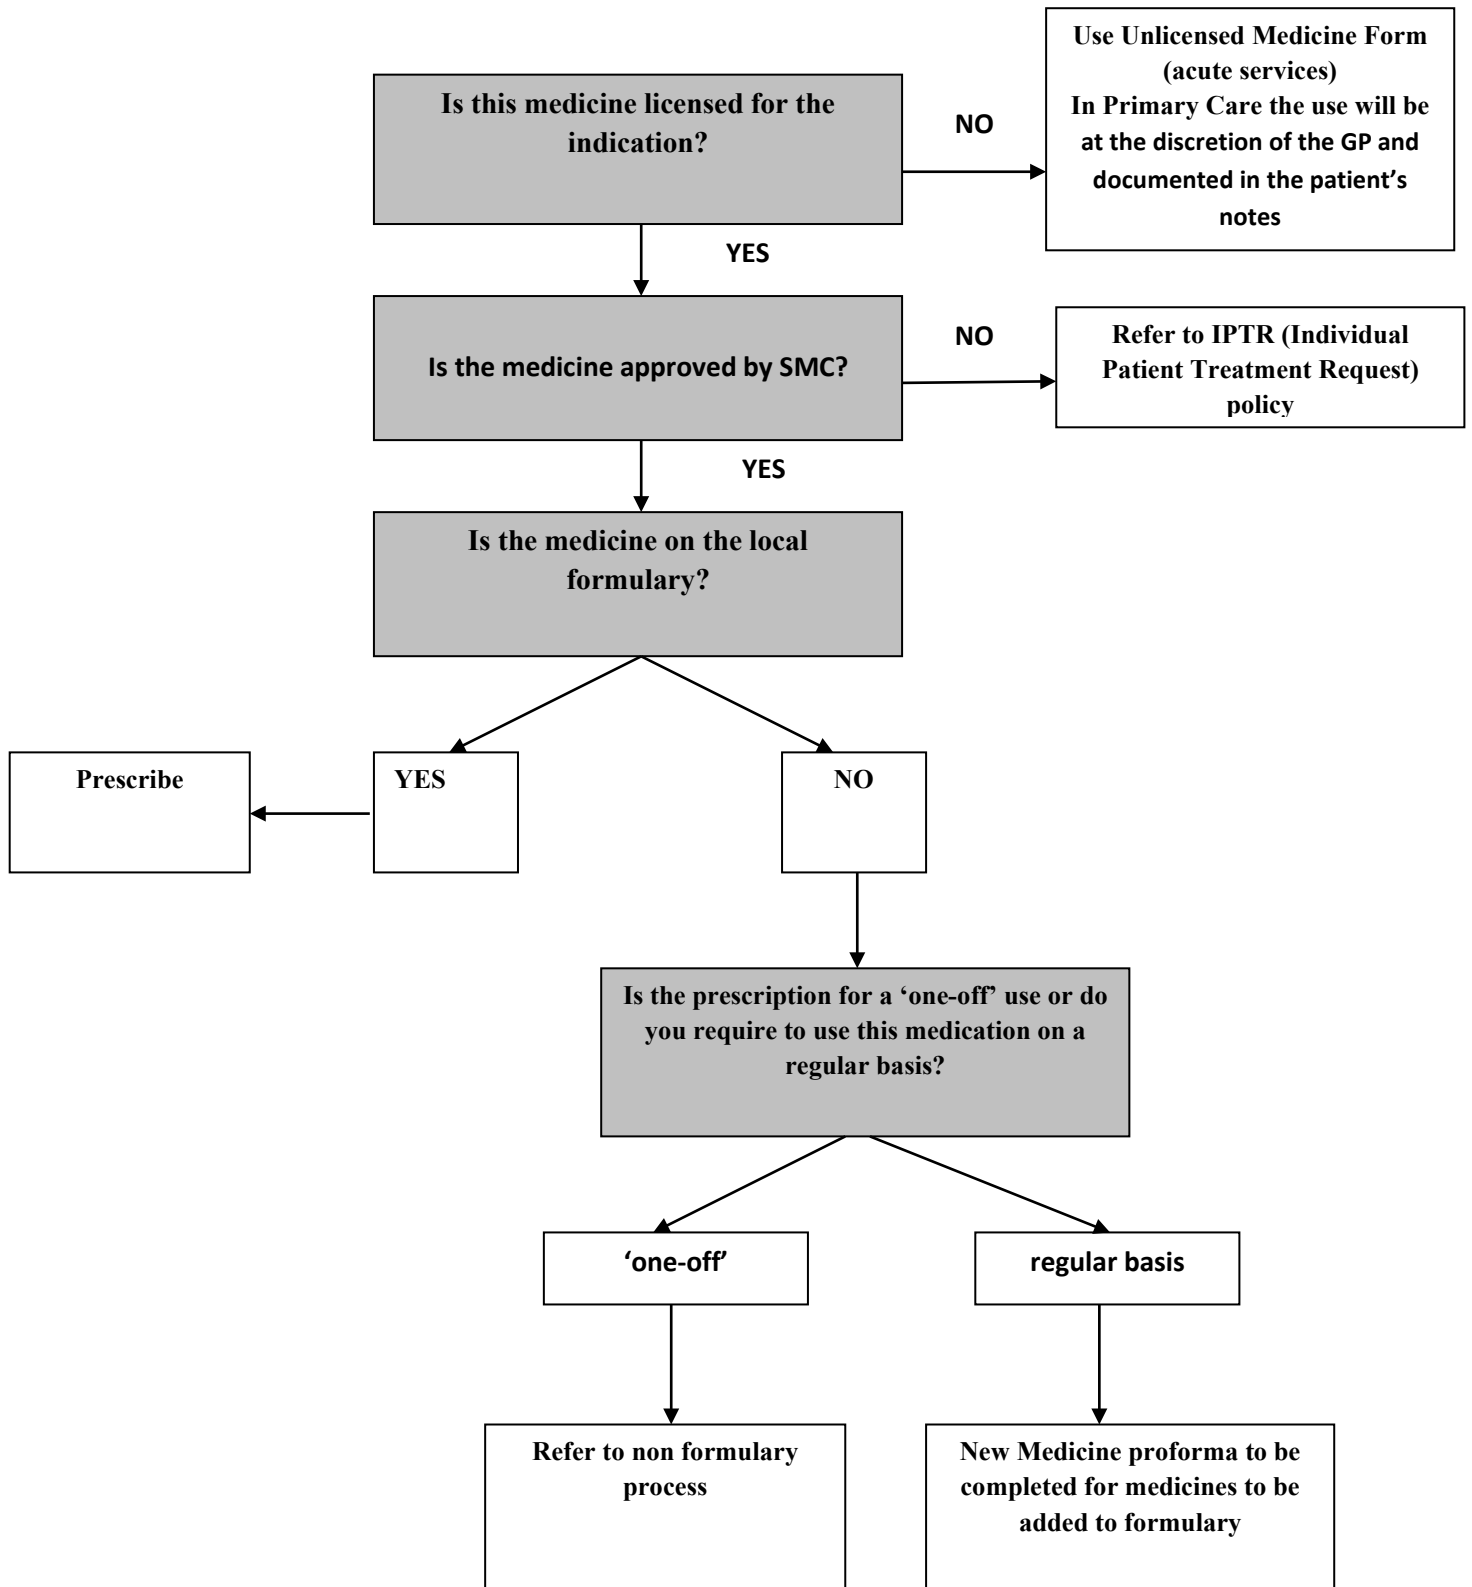 Use Unlicensed Medicine Form
(acute services)
In Primary Care the use will be
at the discretion of the GP and
documented in the patient’s
notes
Is this medicine licensed for the
indication?
NO
YES
Is the medicine approved by SMC?
NO
Refer to IPTR (Individual
Patient Treatment Request)
policy
YES
Is the medicine on the local
formulary?
Prescribe
YES
NO
Is the prescription for a ‘one-off’ use or do
you require to use this medication on a
regular basis?
‘one-off’
regular basis
Refer to non formulary
process
New Medicine proforma to be
completed for medicines to be
added to formulary